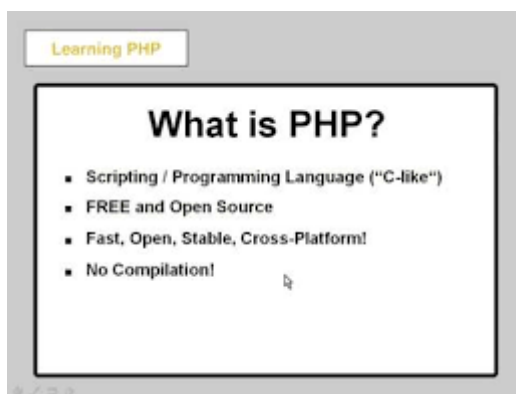 Learning PHP
What is PHP?
Scripting / Programming Language ("C-like")
FREE and Open Source
Fast, Open, Stable, Cross-Platform!
No Compilation!